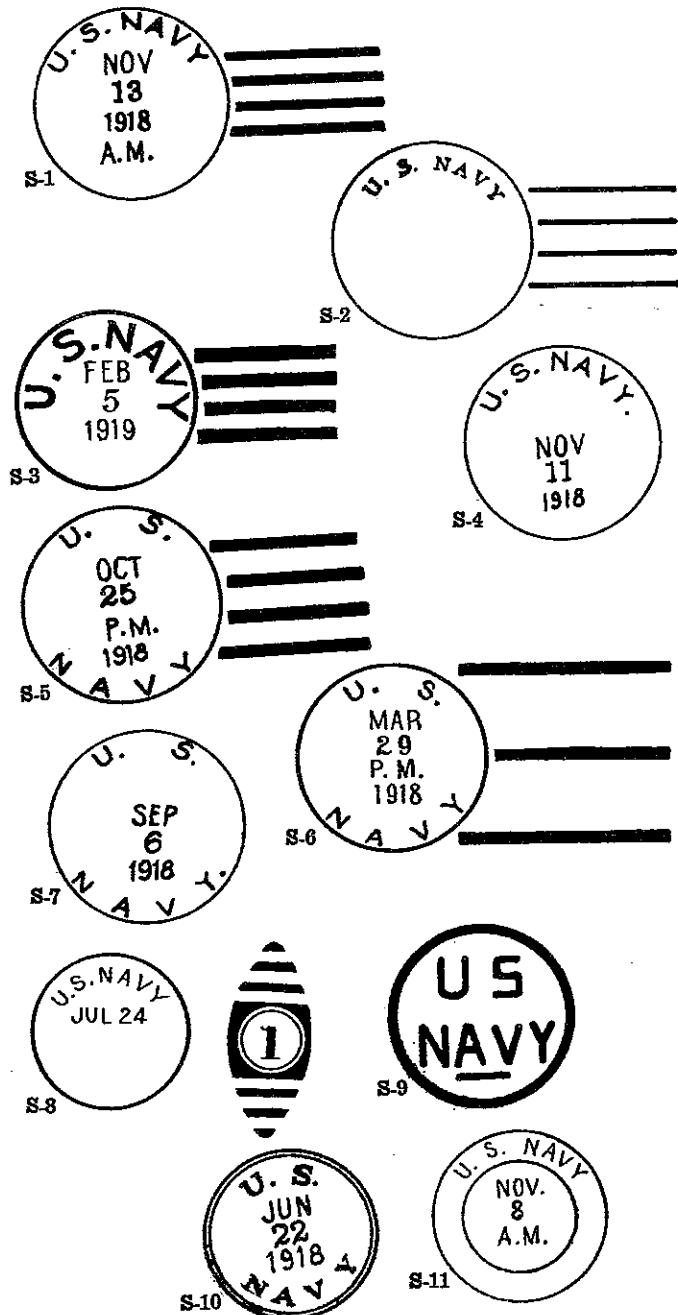 U. S. NAVY
NOV
13
1918
A.M.
S-1
U. S. NAVY
S-2
U. S. NAVY
FEB
5
1919
S-3
U. S. NAVY.
NOV
11
1918
S-4
U. S.
OCT
25
P.M.
1918
NAVY
S-5
U. S.
MAR
29
P. M.
1918
NAVY
S-6
U. S.
SEP
6
1918
NAVY.
S-7
U.S. NAVY
JUL 24
S-8
1
US
NAVY
S-9
U. S.
JUN
22
1918
NAVY
S-10
U. S. NAVY
NOV.
8
A.M.
S-11